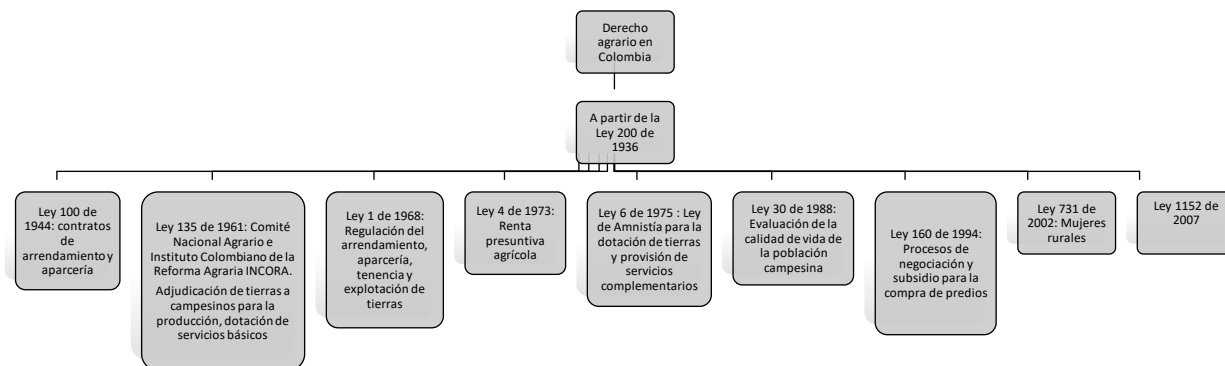 Derecho
agrario en
Colombia
A partir de la
Ley 200 de
1936
Ley 100 de
1944: contratos
de
arrendamiento y
aparcería
Ley 135 de 1961: Comité
Nacional Agrario e
Instituto Colombiano de la
Reforma Agraria INCORA.
Adjudicación de tierras a
campesinos para la
producción, dotación de
servicios básicos
Ley 1 de 1968:
Regulación del
arrendamiento,
aparcería,
tenencia y
explotación de
tierras
Ley 4 de 1973:
Renta
presuntiva
agrícola
Ley 6 de 1975 : Ley
de Amnistía para la
dotación de tierras
y provisión de
servicios
complementarios
Ley 30 de 1988:
Evaluación de la
calidad de vida de
la población
campesina
Ley 160 de 1994:
Procesos de
negociación y
subsidio para la
compra de predios
Ley 731 de
2002: Mujeres
rurales
Ley 1152 de
2007